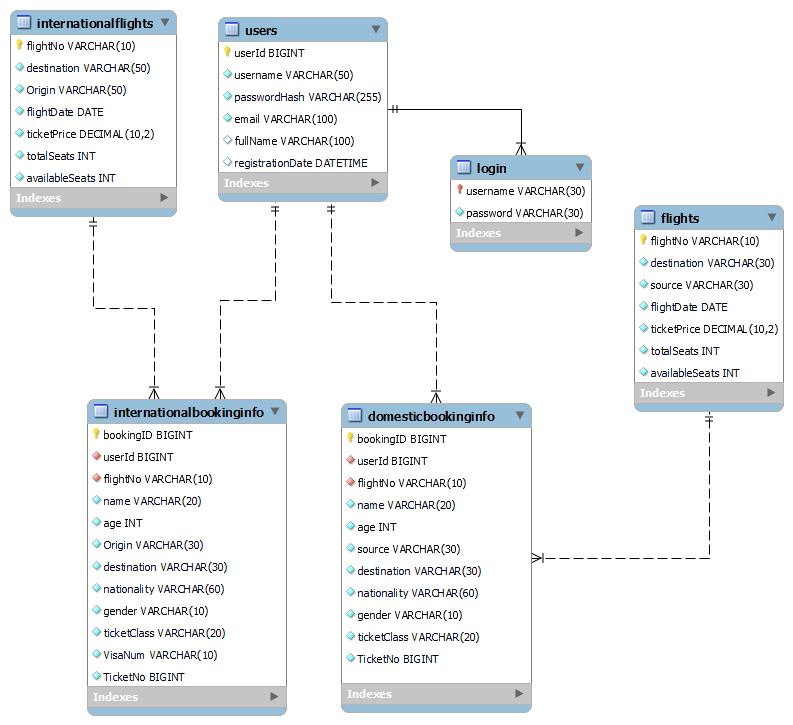 internationalflights
flightNo VARCHAR(10)
destination VARCHAR(50)
Origin VARCHAR(50)
flightDate DATE
ticketPrice DECIMAL(10,2)
totalSeats INT
availableSeats INT
Indexes
users
userId BIGINT
username VARCHAR(50)
passwordHash VARCHAR(255)
email VARCHAR(100)
fullName VARCHAR(100)
registrationDate DATETIME
Indexes
login
username VARCHAR(30)
password VARCHAR(30)
Indexes
flights
flightNo VARCHAR(10)
destination VARCHAR(30)
source VARCHAR(30)
flightDate DATE
ticketPrice DECIMAL(10,2)
totalSeats INT
availableSeats INT
Indexes
internationalbookinginfo
bookingID BIGINT
userId BIGINT
flightNo VARCHAR(10)
name VARCHAR(20)
age INT
Origin VARCHAR(30)
destination VARCHAR(30)
nationality VARCHAR(60)
gender VARCHAR(10)
ticketClass VARCHAR(20)
VisaNum VARCHAR(10)
TicketNo BIGINT
Indexes
domesticbookinginfo
bookingID BIGINT
userId BIGINT
flightNo VARCHAR(10)
name VARCHAR(20)
age INT
source VARCHAR(30)
destination VARCHAR(30)
nationality VARCHAR(60)
gender VARCHAR(10)
ticketClass VARCHAR(20)
TicketNo BIGINT
Indexes